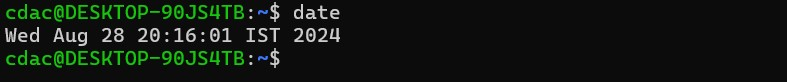 cdac@DESKTOP-90JS4TB:~$ date
Wed Aug 28 20:16:01 IST 2024
cdac@DESKTOP-90JS4TB:~$